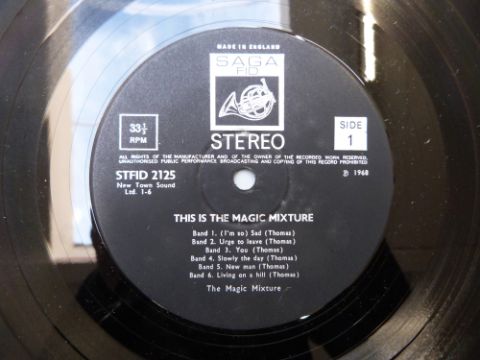 MADE IN ENGLAND
SAGA
FID
STEREO
33⅓
RPM
SIDE
1
ALL RIGHTS OF THE MANUFACTURER AND OF THE OWNER OF THE RECORDED WORK RESERVED.
UNAUTHORISED PUBLIC PERFORMANCE BROADCASTING AND COPYING OF THIS RECORD PROHIBITED
STFID 2125
New Town Sound
Ltd. 1-6
℗ 1968
THIS IS THE MAGIC MIXTURE
Band 1. (I'm so) Sad (Thomas)
Band 2. Urge to leave (Thomas)
Band 3. You (Thomas)
Band 4. Slowly the day (Thomas)
Band 5. New man (Thomas)
Band 6. Living on a hill (Thomas)
The Magic Mixture